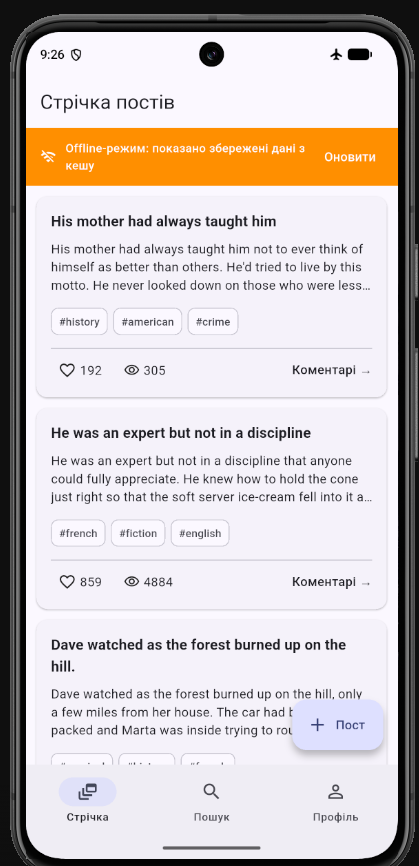 9:26
Стрічка постів
Offline-режим: показано збережені дані з
кешу
Оновити
His mother had always taught him
His mother had always taught him not to ever think of
himself as better than others. He'd tried to live by this
motto. He never looked down on those who were less…
#history #american #crime
192 305 Коментарі →
He was an expert but not in a discipline
He was an expert but not in a discipline that anyone
could fully appreciate. He knew how to hold the cone
just right so that the soft server ice-cream fell into it a…
#french #fiction #english
859 4884 Коментарі →
Dave watched as the forest burned up on the
hill.
Dave watched as the forest burned up on the hill, only
a few miles from her house. The car had
packed and Marta was inside trying to
+ Пост
Стрічка Пошук Профіль